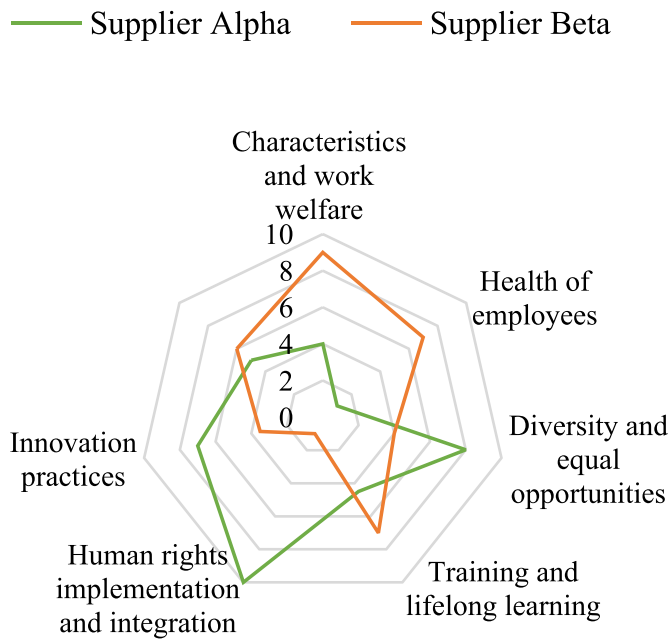 Supplier Alpha
Supplier Beta
Characteristics
and work
welfare
10
8
6
4
2
0
Health of
employees
Diversity and
equal
opportunities
Training and
lifelong learning
Human rights
implementation
and integration
Innovation
practices